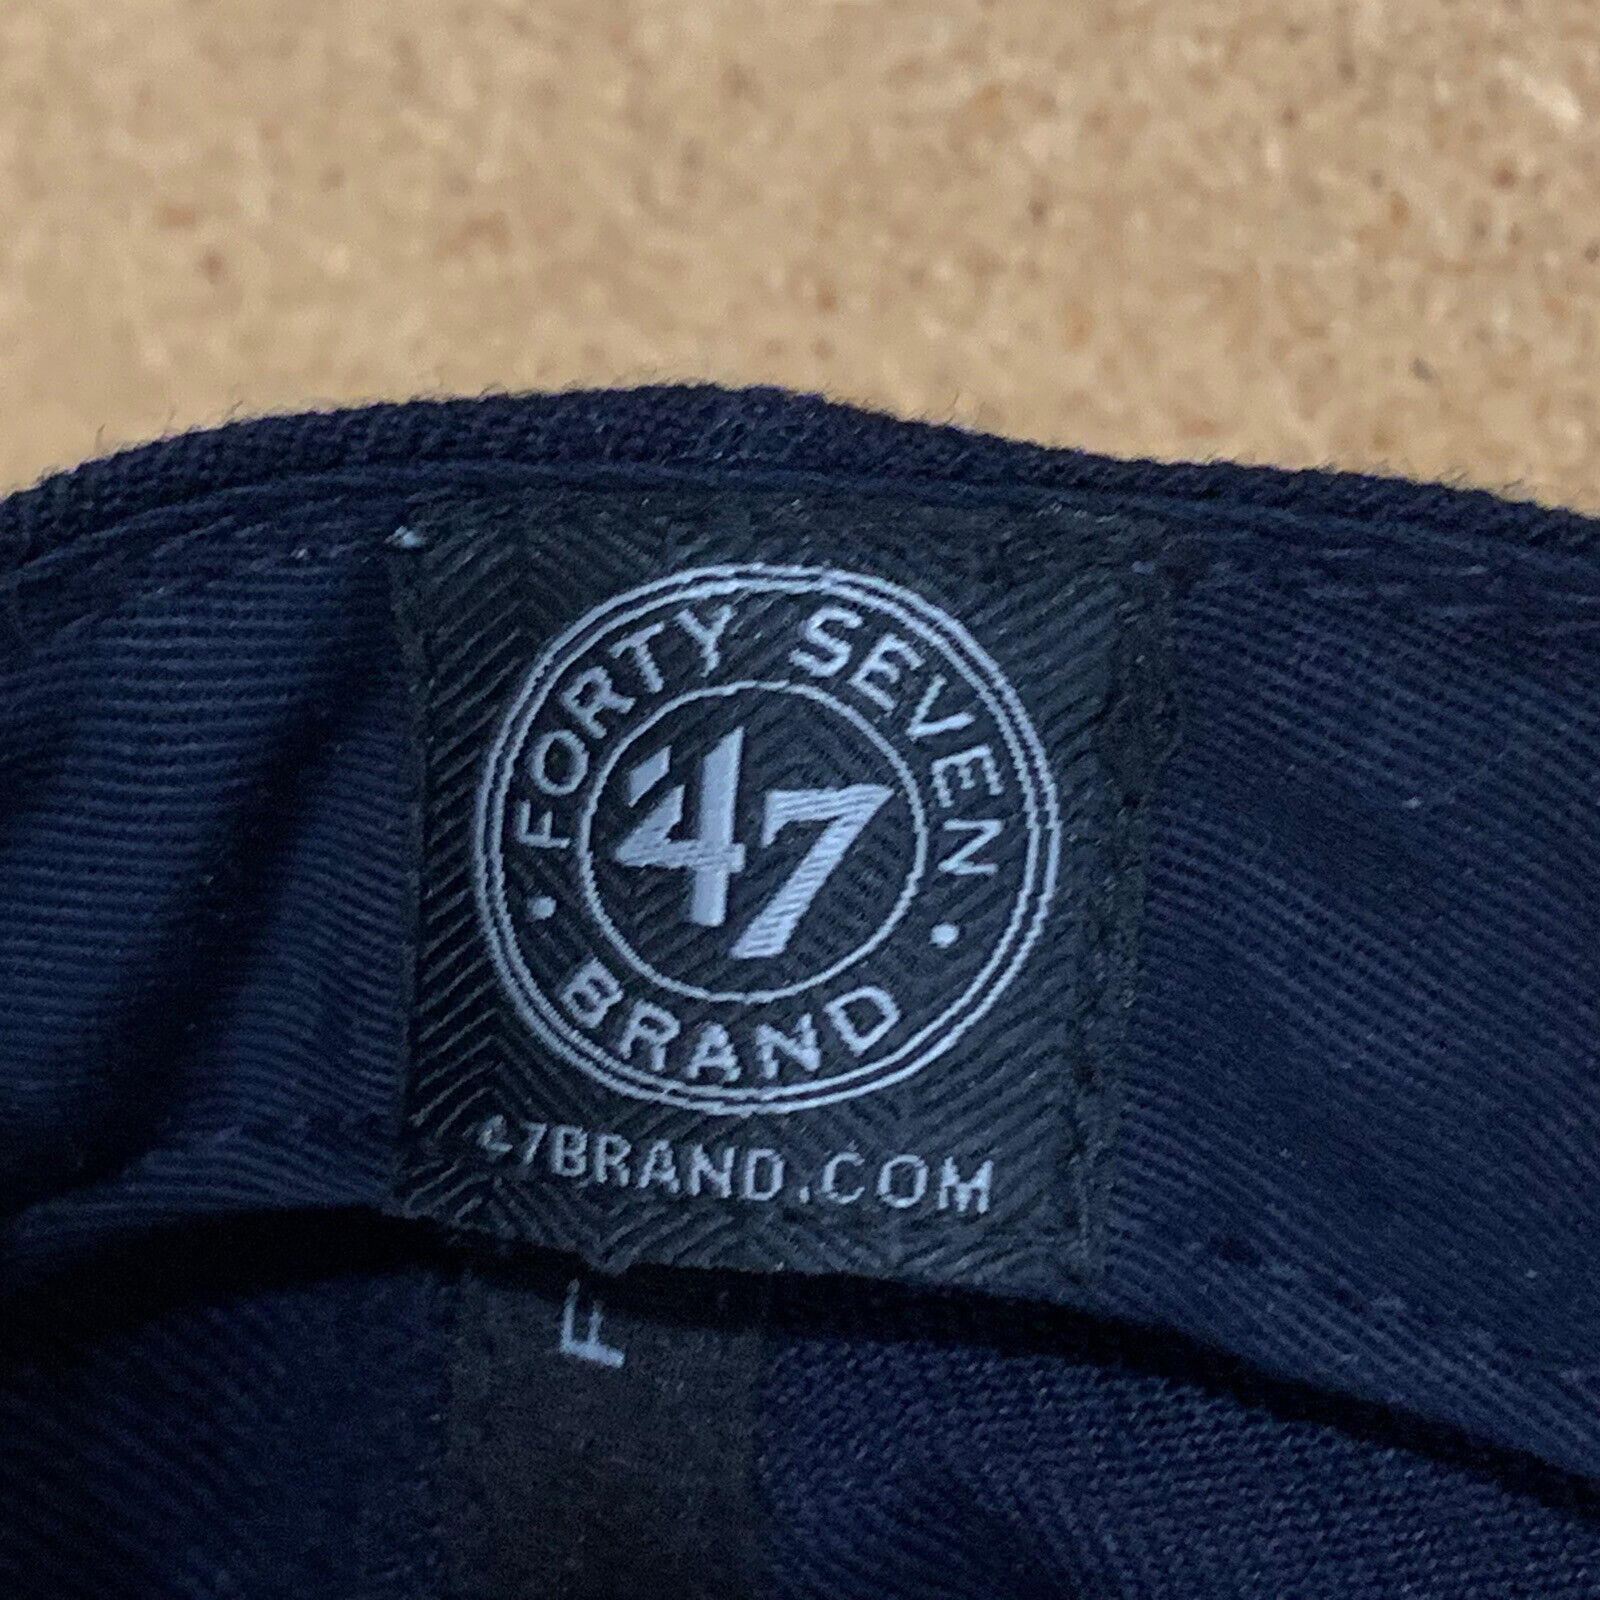 FORTY SEVEN
47
• BRAND •
47BRAND.COM
F